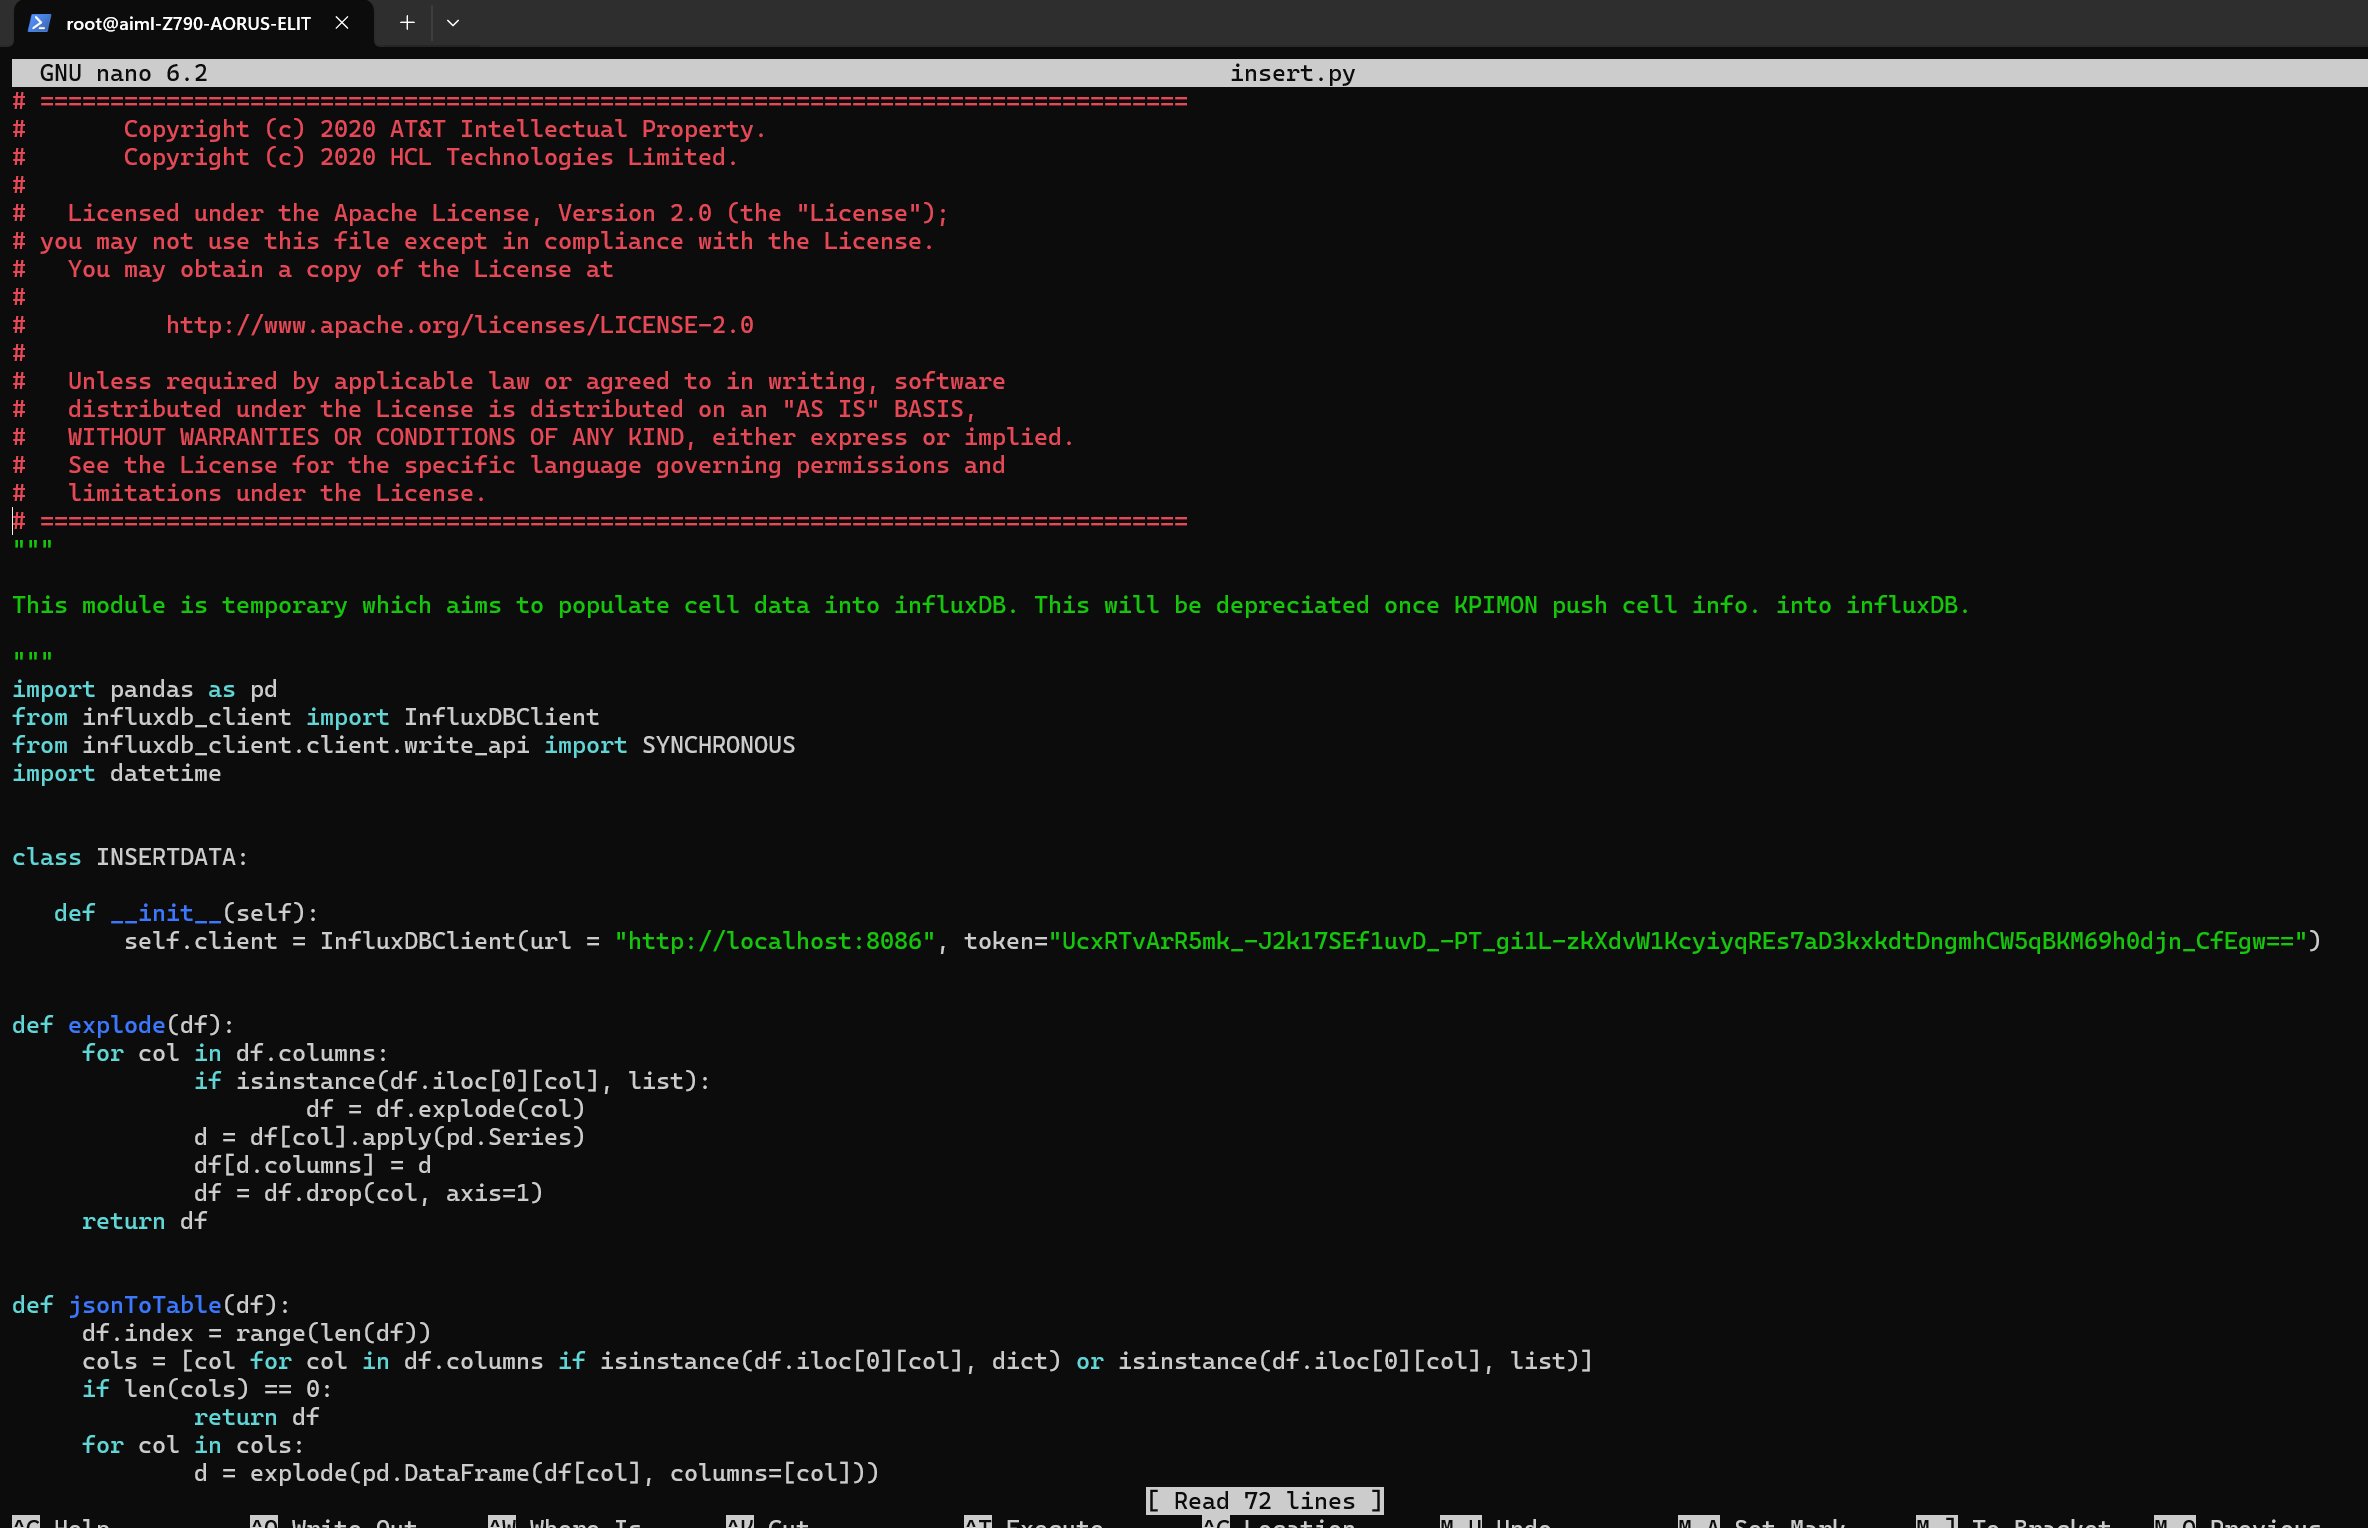 root@aiml-Z790-AORUS-ELIT
GNU nano 6.2 insert.py
# ==================================================================================
#       Copyright (c) 2020 AT&T Intellectual Property.
#       Copyright (c) 2020 HCL Technologies Limited.
#
#   Licensed under the Apache License, Version 2.0 (the "License");
# you may not use this file except in compliance with the License.
#   You may obtain a copy of the License at
#
#          http://www.apache.org/licenses/LICENSE-2.0
#
#   Unless required by applicable law or agreed to in writing, software
#   distributed under the License is distributed on an "AS IS" BASIS,
#   WITHOUT WARRANTIES OR CONDITIONS OF ANY KIND, either express or implied.
#   See the License for the specific language governing permissions and
#   limitations under the License.
# ==================================================================================
"""
This module is temporary which aims to populate cell data into influxDB. This will be depreciated once KPIMON push cell info. into influxDB.
"""
import pandas as pd
from influxdb_client import InfluxDBClient
from influxdb_client.client.write_api import SYNCHRONOUS
import datetime
class INSERTDATA:
   def __init__(self):
        self.client = InfluxDBClient(url = "http://localhost:8086", token="UcxRTvArR5mk_-J2k17SEf1uvD_-PT_gi1L-zkXdvW1KcyiyqREs7aD3kxkdtDngmhCW5qBKM69h0djn_CfEgw==")
def explode(df):
     for col in df.columns:
             if isinstance(df.iloc[0][col], list):
                     df = df.explode(col)
             d = df[col].apply(pd.Series)
             df[d.columns] = d
             df = df.drop(col, axis=1)
     return df
def jsonToTable(df):
     df.index = range(len(df))
     cols = [col for col in df.columns if isinstance(df.iloc[0][col], dict) or isinstance(df.iloc[0][col], list)]
     if len(cols) == 0:
             return df
     for col in cols:
             d = explode(pd.DataFrame(df[col], columns=[col]))
[ Read 72 lines ]
^G Help ^O Write Out ^W Where Is ^K Cut ^T Execute ^C Location M-U Undo M-A Set Mark M-] To Bracket M-Q Previous